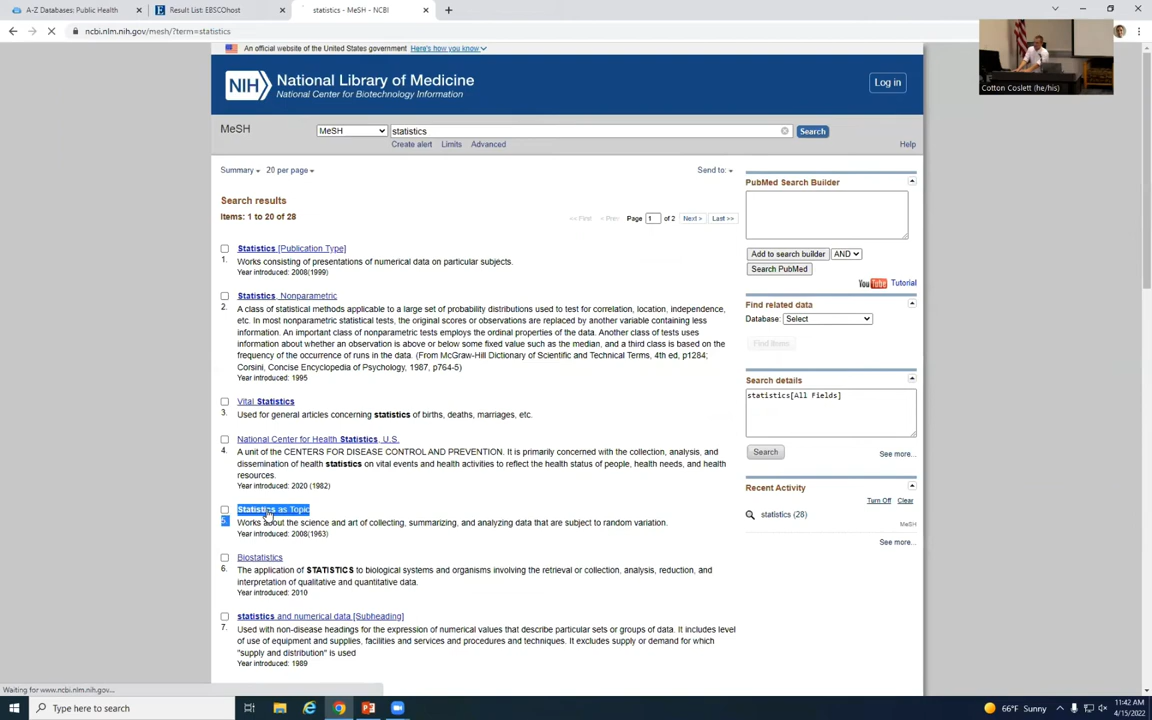 A-Z Databases: Public Health
Result List: EBSCOhost
statistics - MeSH - NCBI
ncbi.nlm.nih.gov/mesh/?term=statistics
An official website of the United States government Here's how you know
NIH National Library of Medicine
National Center for Biotechnology Information
Log in
Cotton Coslett (he/his)
MeSH
MeSH
statistics
Search
Create alert Limits Advanced
Help
Summary 20 per page
Send to:
Search results
Items: 1 to 20 of 28
<< First < Prev Page 1 of 2 Next > Last >>
Statistics [Publication Type]
1. Works consisting of presentations of numerical data on particular subjects.
Year introduced: 2008(1999)
Statistics, Nonparametric
2. A class of statistical methods applicable to a large set of probability distributions used to test for correlation, location, independence,
etc. In most nonparametric statistical tests, the original scores or observations are replaced by another variable containing less
information. An important class of nonparametric tests employs the ordinal properties of the data. Another class of tests uses
information about whether an observation is above or below some fixed value such as the median, and a third class is based on the
frequency of the occurrence of runs in the data. (From McGraw-Hill Dictionary of Scientific and Technical Terms, 4th ed, p1284;
Corsini, Concise Encyclopedia of Psychology, 1987, p764-5)
Year introduced: 1995
Vital Statistics
3. Used for general articles concerning statistics of births, deaths, marriages, etc.
National Center for Health Statistics, U.S.
4. A unit of the CENTERS FOR DISEASE CONTROL AND PREVENTION. It is primarily concerned with the collection, analysis, and
dissemination of health statistics on vital events and health activities to reflect the health status of people, health needs, and health
resources.
Year introduced: 2020 (1982)
Statistics as Topic
5. Works about the science and art of collecting, summarizing, and analyzing data that are subject to random variation.
Year introduced: 2008(1963)
Biostatistics
6. The application of STATISTICS to biological systems and organisms involving the retrieval or collection, analysis, reduction, and
interpretation of qualitative and quantitative data.
Year introduced: 2010
statistics and numerical data [Subheading]
7. Used with non-disease headings for the expression of numerical values that describe particular sets or groups of data. It includes level
of use of equipment and supplies, facilities and services and procedures and techniques. It excludes supply or demand for which
"supply and distribution" is used
Year introduced: 1989
PubMed Search Builder
Add to search builder AND
Search PubMed
YouTube Tutorial
Find related data
Database: Select
Find items
Search details
statistics[All Fields]
Search
See more...
Recent Activity
Turn Off Clear
statistics (28)
MeSH
See more...
Waiting for www.ncbi.nlm.nih.gov...
Type here to search
66°F Sunny
11:42 AM
4/15/2022